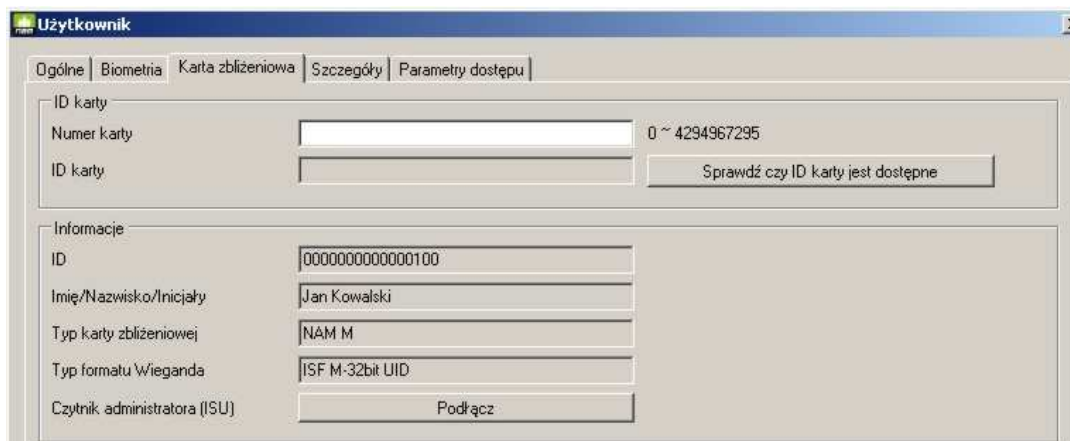 Użytkownik
Ogólne Biometria Karta zbliżeniowa Szczegóły Parametry dostępu
ID karty
Numer karty 0 ~ 4294967295
ID karty Sprawdź czy ID karty jest dostępne
Informacje
ID 0000000000000100
Imię/Nazwisko/Inicjały Jan Kowalski
Typ karty zbliżeniowej NAM M
Typ formatu Wieganda ISF M-32bit UID
Czytnik administratora (ISU) Podłącz